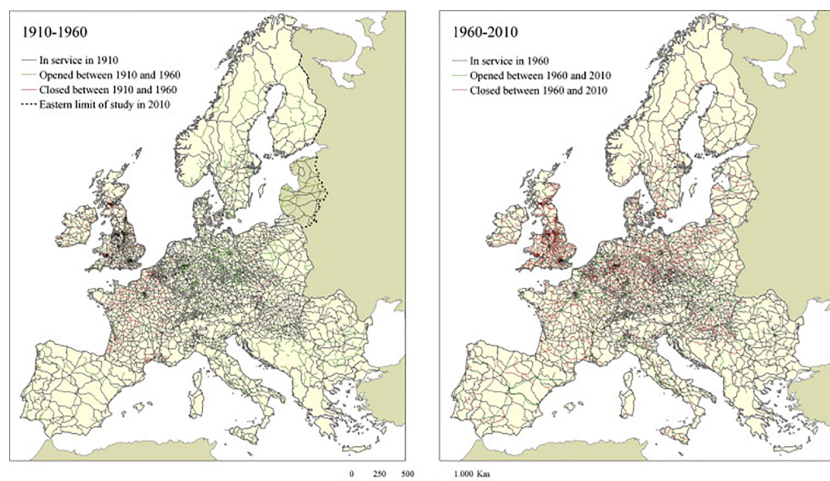 1910-1960
In service in 1910
Opened between 1910 and 1960
Closed between 1910 and 1960
Eastern limit of study in 2010
1960-2010
In service in 1960
Opened between 1960 and 2010
Closed between 1960 and 2010
0 250 500 1.000 Km